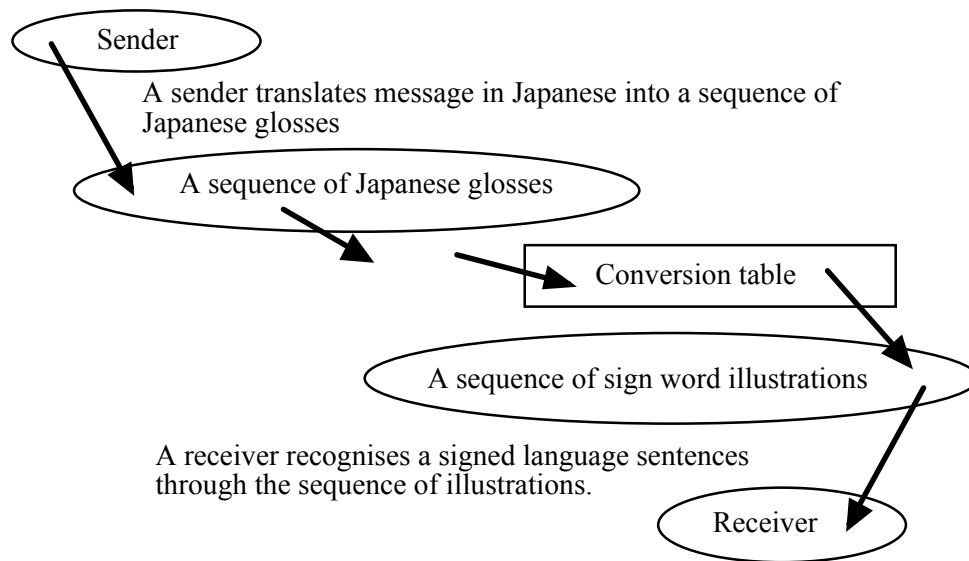 Sender
A sender translates message in Japanese into a sequence of
Japanese glosses
A sequence of Japanese glosses
Conversion table
A sequence of sign word illustrations
A receiver recognises a signed language sentences
through the sequence of illustrations.
Receiver